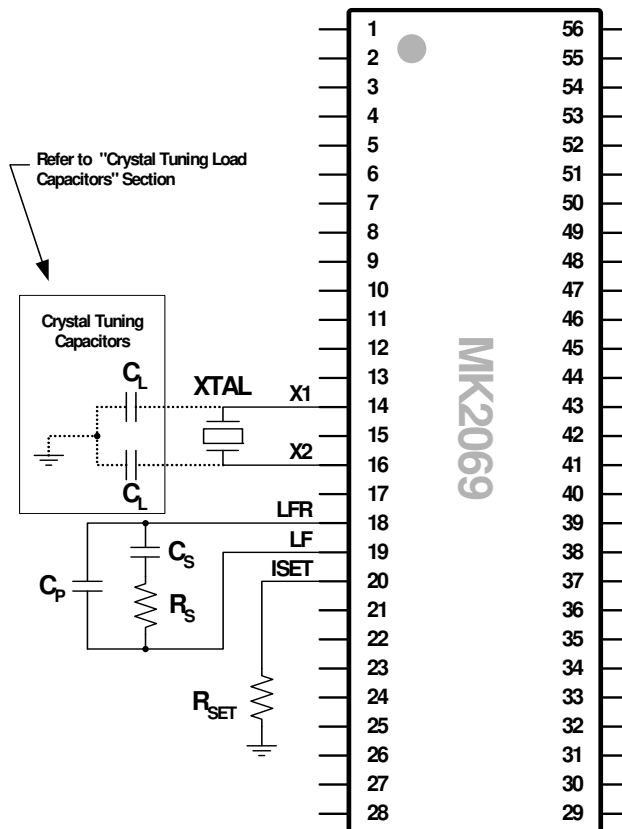 1 56
2 55
3 54
4 53
5 52
Refer to "Crystal Tuning Load
Capacitors" Section
6 51
7 50
8 49
9 48
10 47
Crystal Tuning
Capacitors
11 46
12 45
CL XTAL X1
13 44
14 43
15 42
X2
16 41
CL
17 40
MK2069
LFR
18 39
LF
19 38
CS
ISET
20 37
CP
RS
21 36
22 35
23 34
RSET
24 33
25 32
26 31
27 30
28 29